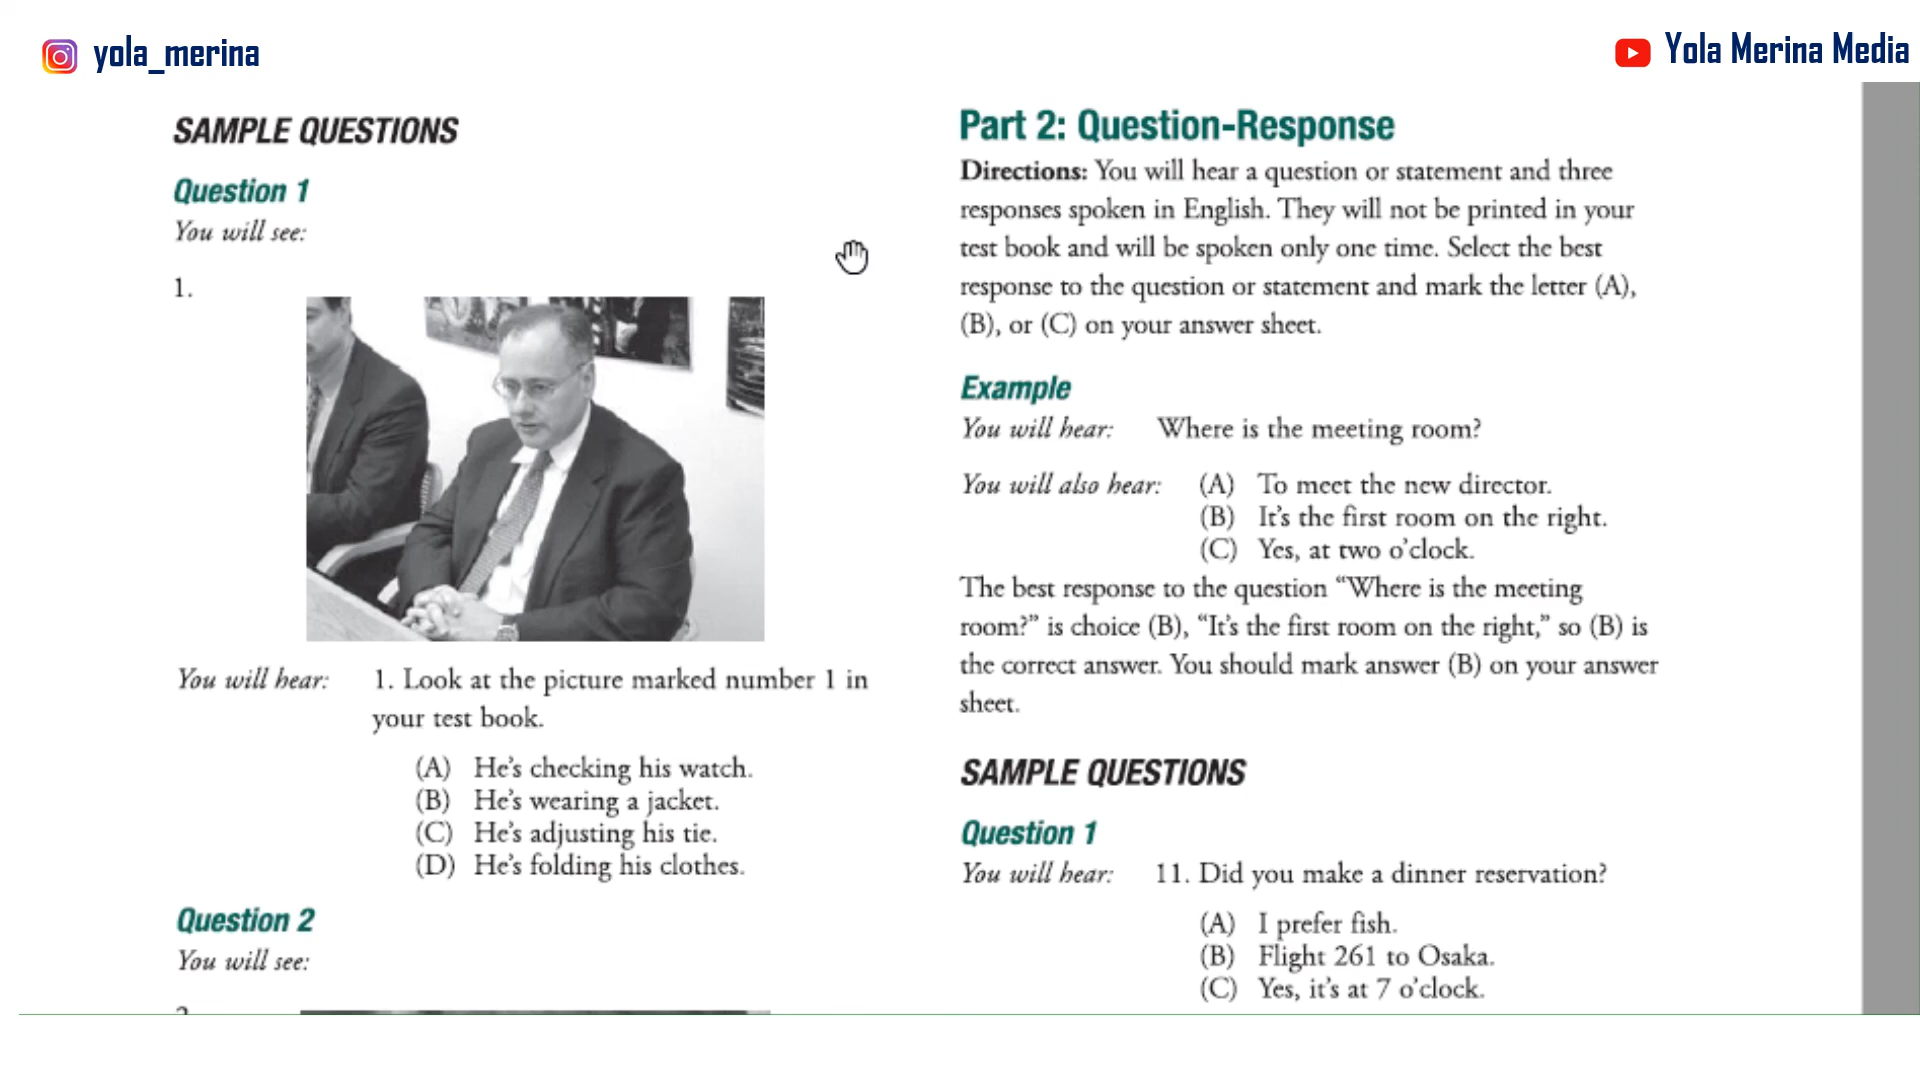 yola_merina
Yola Merina Media
SAMPLE QUESTIONS
Question 1
You will see:
1.
You will hear: 1. Look at the picture marked number 1 in
your test book.
(A) He's checking his watch.
(B) He's wearing a jacket.
(C) He's adjusting his tie.
(D) He's folding his clothes.
Question 2
You will see:
Part 2: Question-Response
Directions: You will hear a question or statement and three
responses spoken in English. They will not be printed in your
test book and will be spoken only one time. Select the best
response to the question or statement and mark the letter (A),
(B), or (C) on your answer sheet.
Example
You will hear: Where is the meeting room?
You will also hear: (A) To meet the new director.
(B) It's the first room on the right.
(C) Yes, at two o'clock.
The best response to the question “Where is the meeting
room?” is choice (B), “It's the first room on the right,” so (B) is
the correct answer. You should mark answer (B) on your answer
sheet.
SAMPLE QUESTIONS
Question 1
You will hear: 11. Did you make a dinner reservation?
(A) I prefer fish.
(B) Flight 261 to Osaka.
(C) Yes, it's at 7 o'clock.